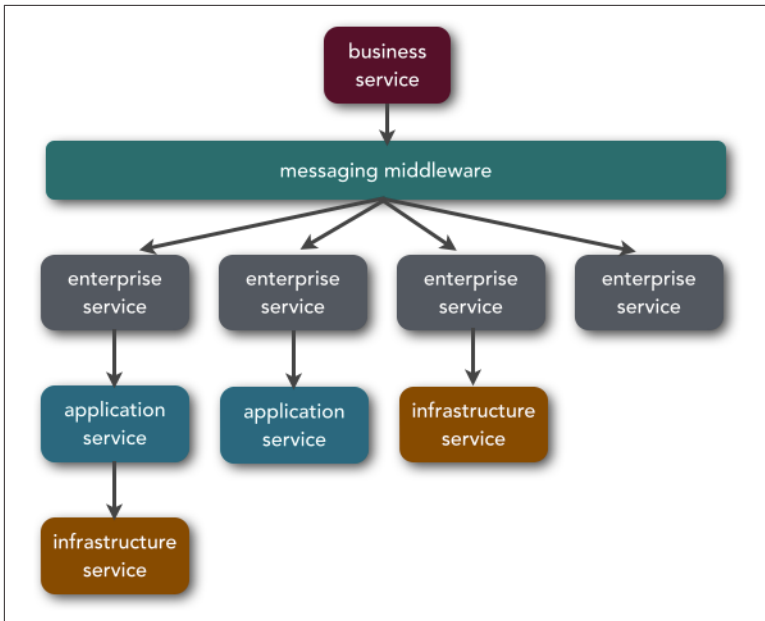 business
service
messaging middleware
enterprise
service
enterprise
service
enterprise
service
enterprise
service
application
service
application
service
infrastructure
service
infrastructure
service